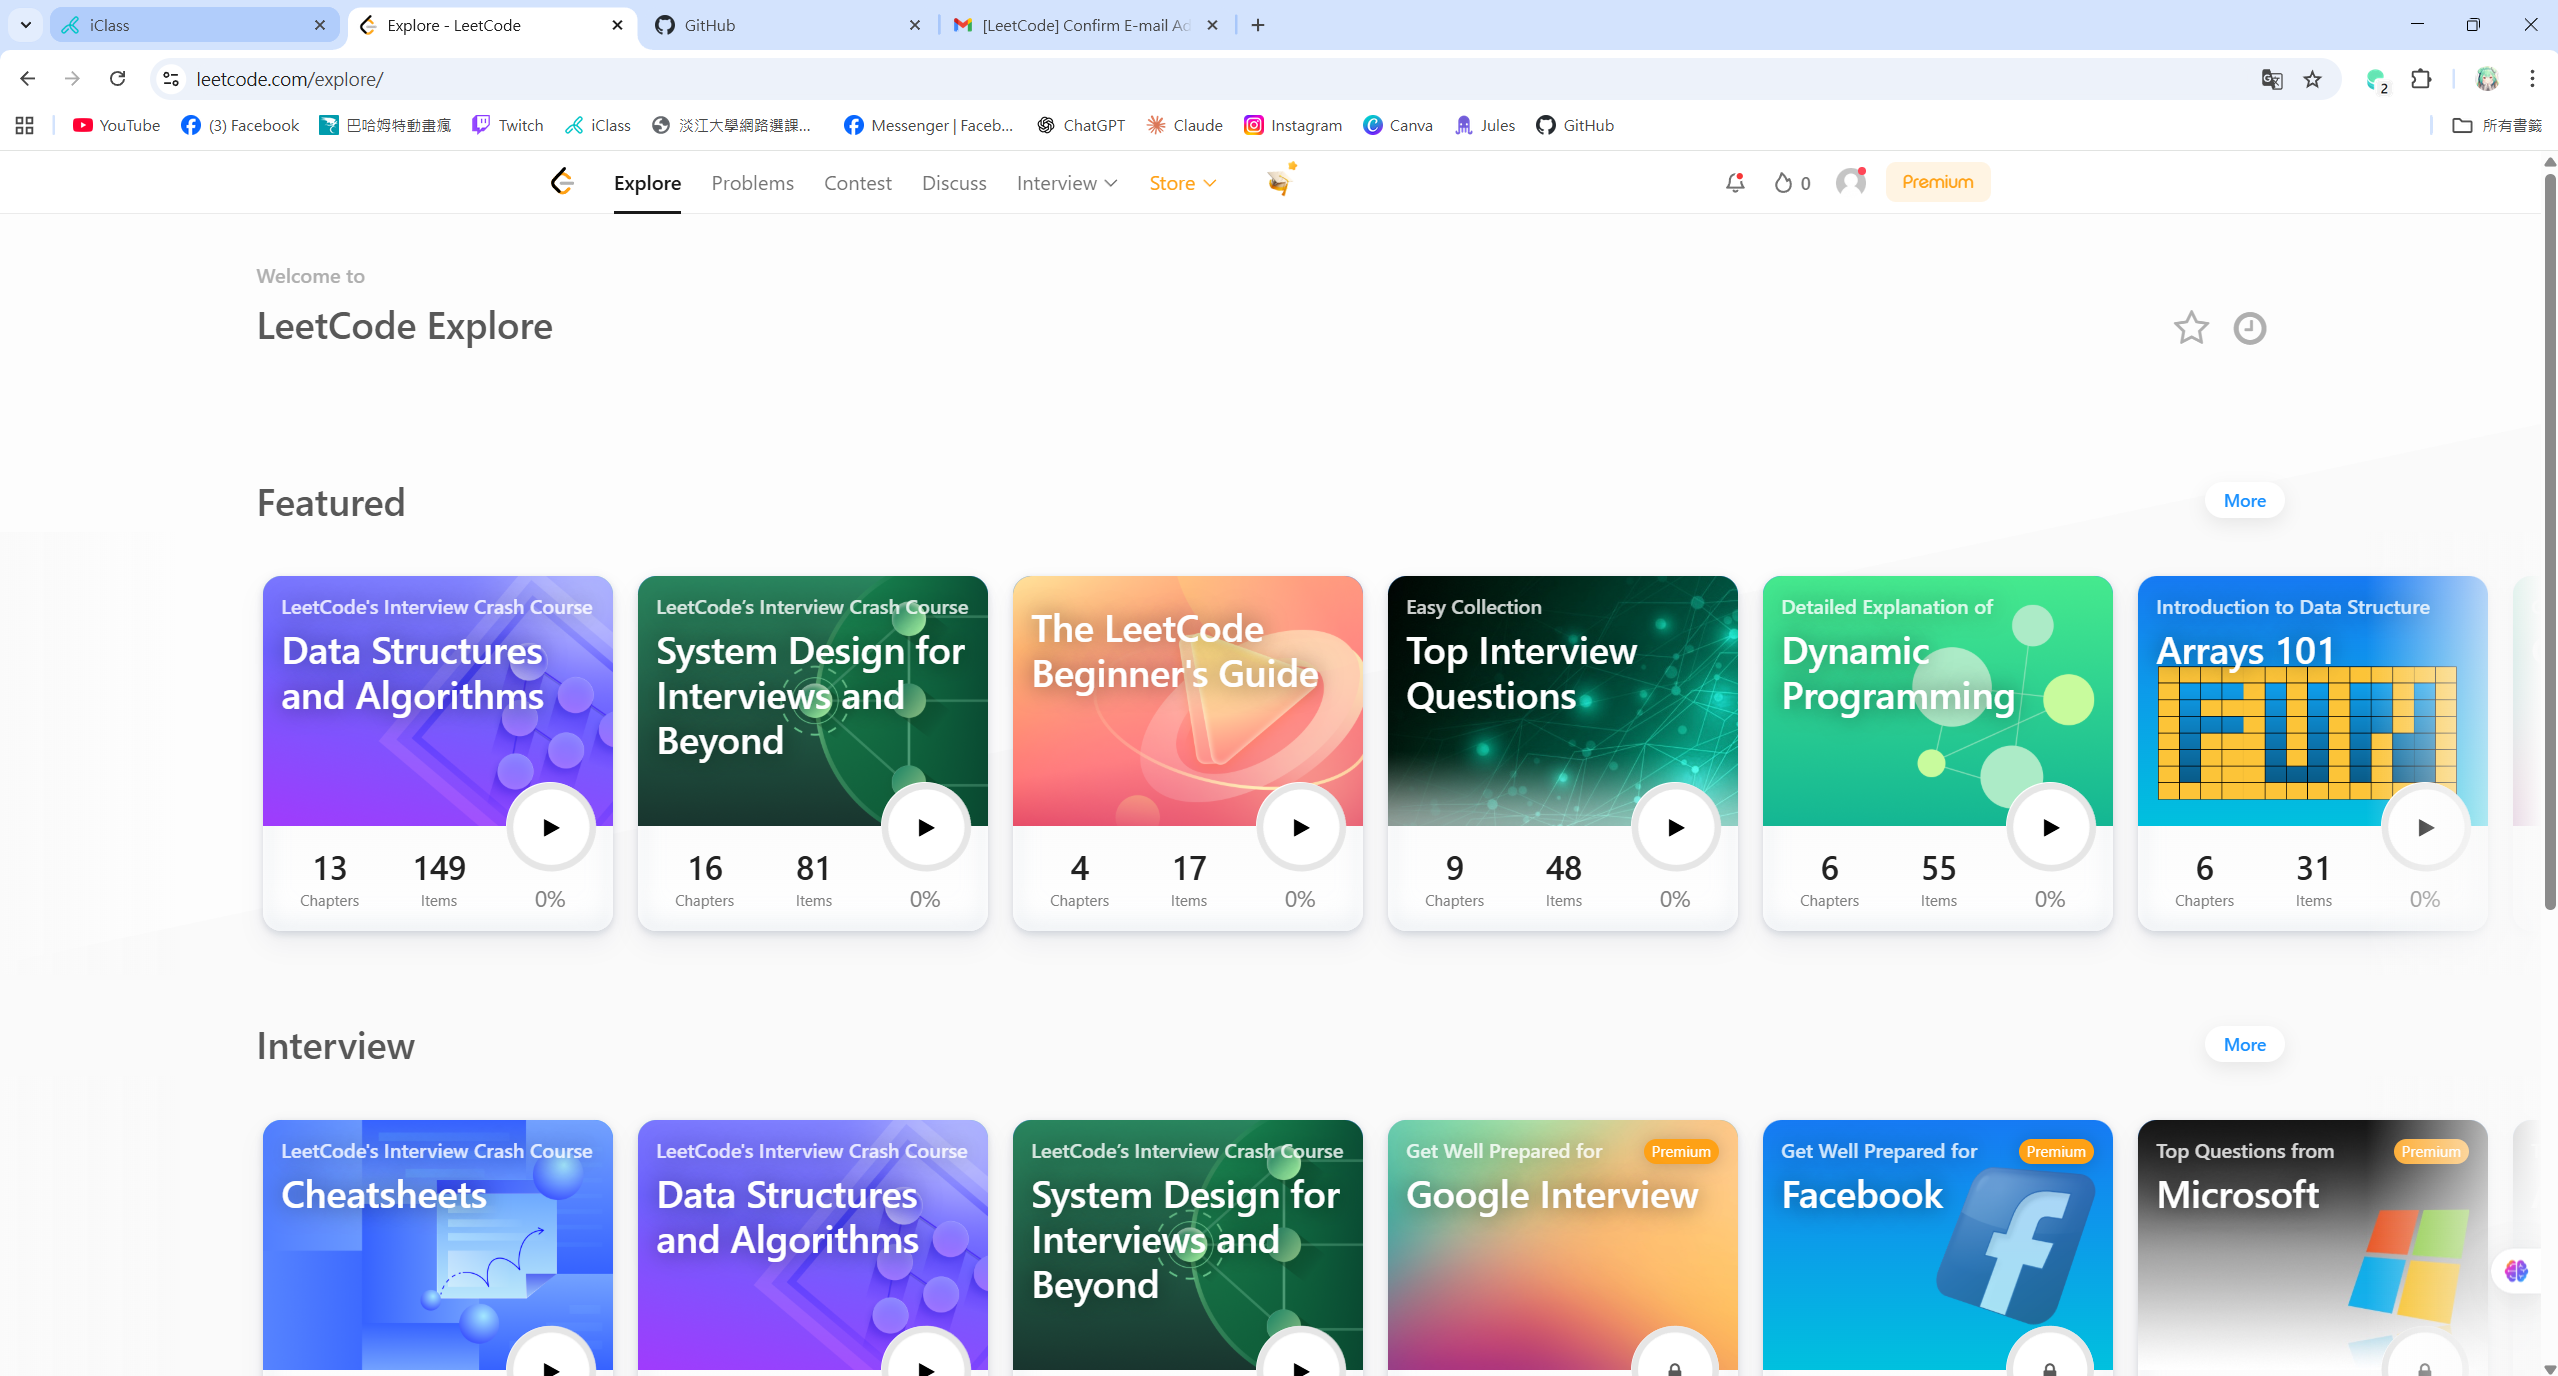 iClass
Explore - LeetCode
GitHub
[LeetCode] Confirm E-mail Ad
leetcode.com/explore/
2
YouTube
(3) Facebook
巴哈姆特動畫瘋
Twitch
iClass
淡江大學網路選課...
Messenger | Faceb...
ChatGPT
Claude
Instagram
Canva
Jules
GitHub
所有書籤
Explore
Problems
Contest
Discuss
Interview
Store
0
Premium
Welcome to
LeetCode Explore
Featured
More
LeetCode's Interview Crash Course
Data Structures
and Algorithms
13
Chapters
149
Items
0%
LeetCode’s Interview Crash Course
System Design for
Interviews and
Beyond
16
Chapters
81
Items
0%
The LeetCode
Beginner's Guide
4
Chapters
17
Items
0%
Easy Collection
Top Interview
Questions
9
Chapters
48
Items
0%
Detailed Explanation of
Dynamic
Programming
6
Chapters
55
Items
0%
Introduction to Data Structure
Arrays 101
6
Chapters
31
Items
0%
Interview
More
LeetCode's Interview Crash Course
Cheatsheets
LeetCode's Interview Crash Course
Data Structures
and Algorithms
LeetCode’s Interview Crash Course
System Design for
Interviews and
Beyond
Get Well Prepared for
Premium
Google Interview
Get Well Prepared for
Premium
Facebook
Top Questions from
Premium
Microsoft